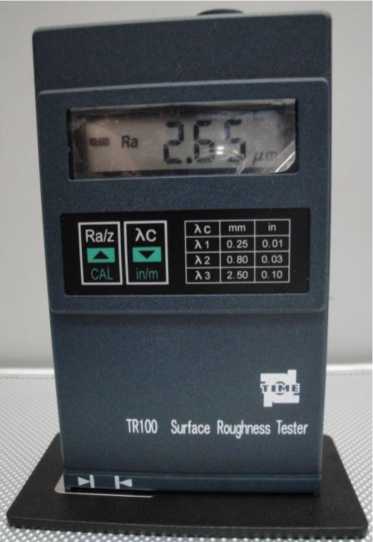 Ra 2.65 µm
Ra/z λC
CAL in/m
λC mm in
λ1 0.25 0.01
λ2 0.80 0.03
λ3 2.50 0.10
TIME
TR100 Surface Roughness Tester